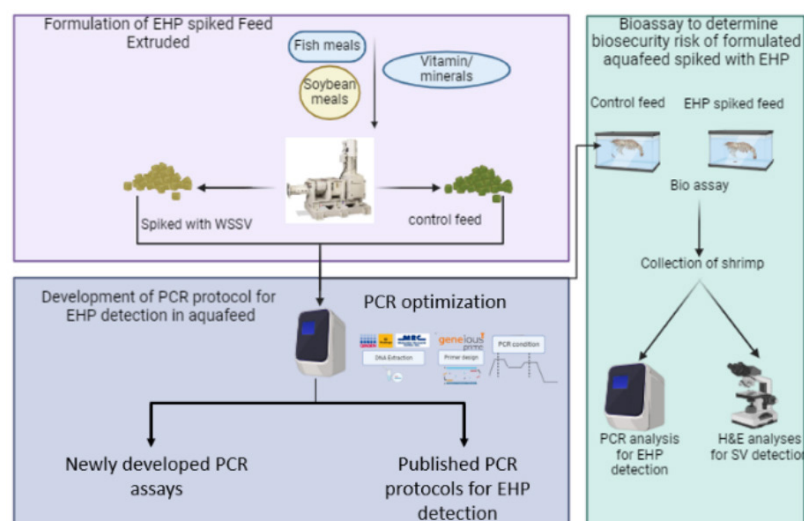 Formulation of EHP spiked Feed
Extruded
Fish meals
Soybean
meals
Vitamin/
minerals
Spiked with WSSV
control feed
Development of PCR protocol for
EHP detection in aquafeed
PCR optimization
MRC
geneious
prime
PCR condition
DNA Extraction
Primer design
Newly developed PCR
assays
Published PCR
protocols for EHP
detection
Bioassay to determine
biosecurity risk of formulated
aquafeed spiked with EHP
Control feed
EHP spiked feed
Bio assay
Collection of shrimp
PCR analysis
for EHP
detection
H&E analyses
for SV detection